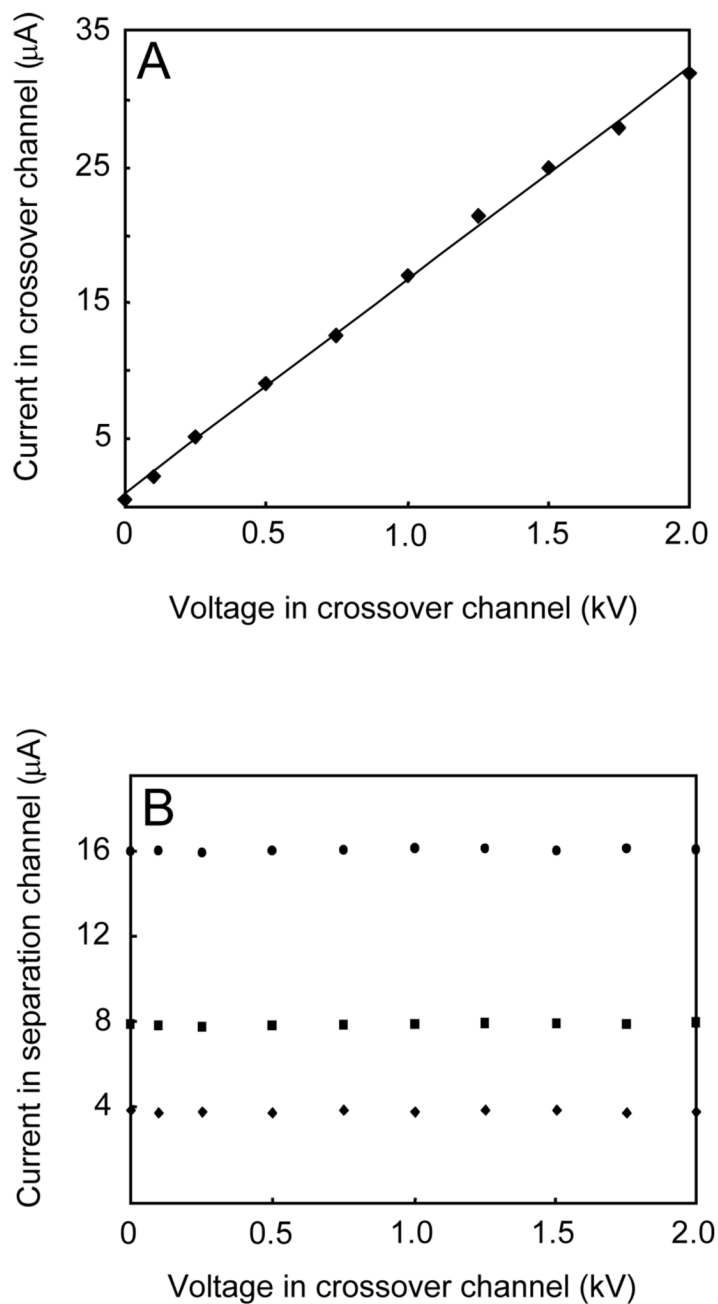 A
Current in crossover channel (μA)
35
25
15
5
0 0.5 1.0 1.5 2.0
Voltage in crossover channel (kV)
B
Current in separation channel (μA)
16
12
8
4
0 0.5 1.0 1.5 2.0
Voltage in crossover channel (kV)